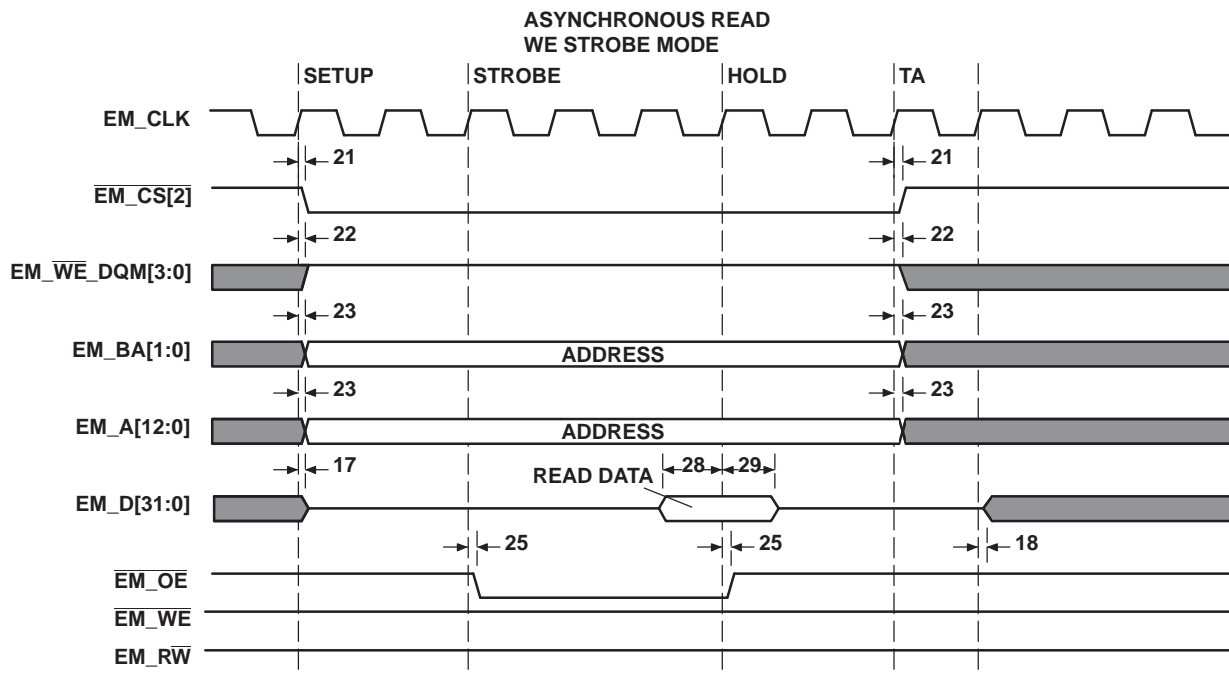 ASYNCHRONOUS READ
WE STROBE MODE
SETUP STROBE HOLD TA
EM_CLK
21 21
EM_CS[2]
22 22
EM_WE_DQM[3:0]
23 23
EM_BA[1:0] ADDRESS
23 23
EM_A[12:0] ADDRESS
17 28 29
READ DATA
EM_D[31:0]
25 25 18
EM_OE
EM_WE
EM_RW